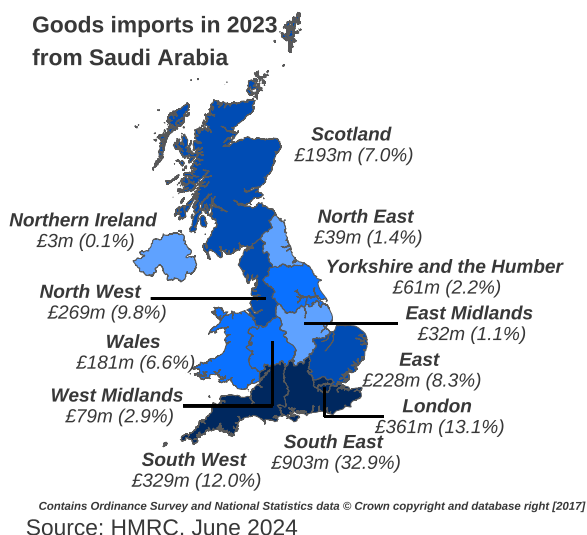 Goods imports in 2023
from Saudi Arabia
Scotland
£193m (7.0%)
Northern Ireland
£3m (0.1%)
North East
£39m (1.4%)
Yorkshire and the Humber
£61m (2.2%)
North West
£269m (9.8%)
East Midlands
£32m (1.1%)
Wales
£181m (6.6%)
East
£228m (8.3%)
West Midlands
£79m (2.9%)
London
£361m (13.1%)
South East
£903m (32.9%)
South West
£329m (12.0%)
Contains Ordinance Survey and National Statistics data © Crown copyright and database right [2017]
Source: HMRC, June 2024